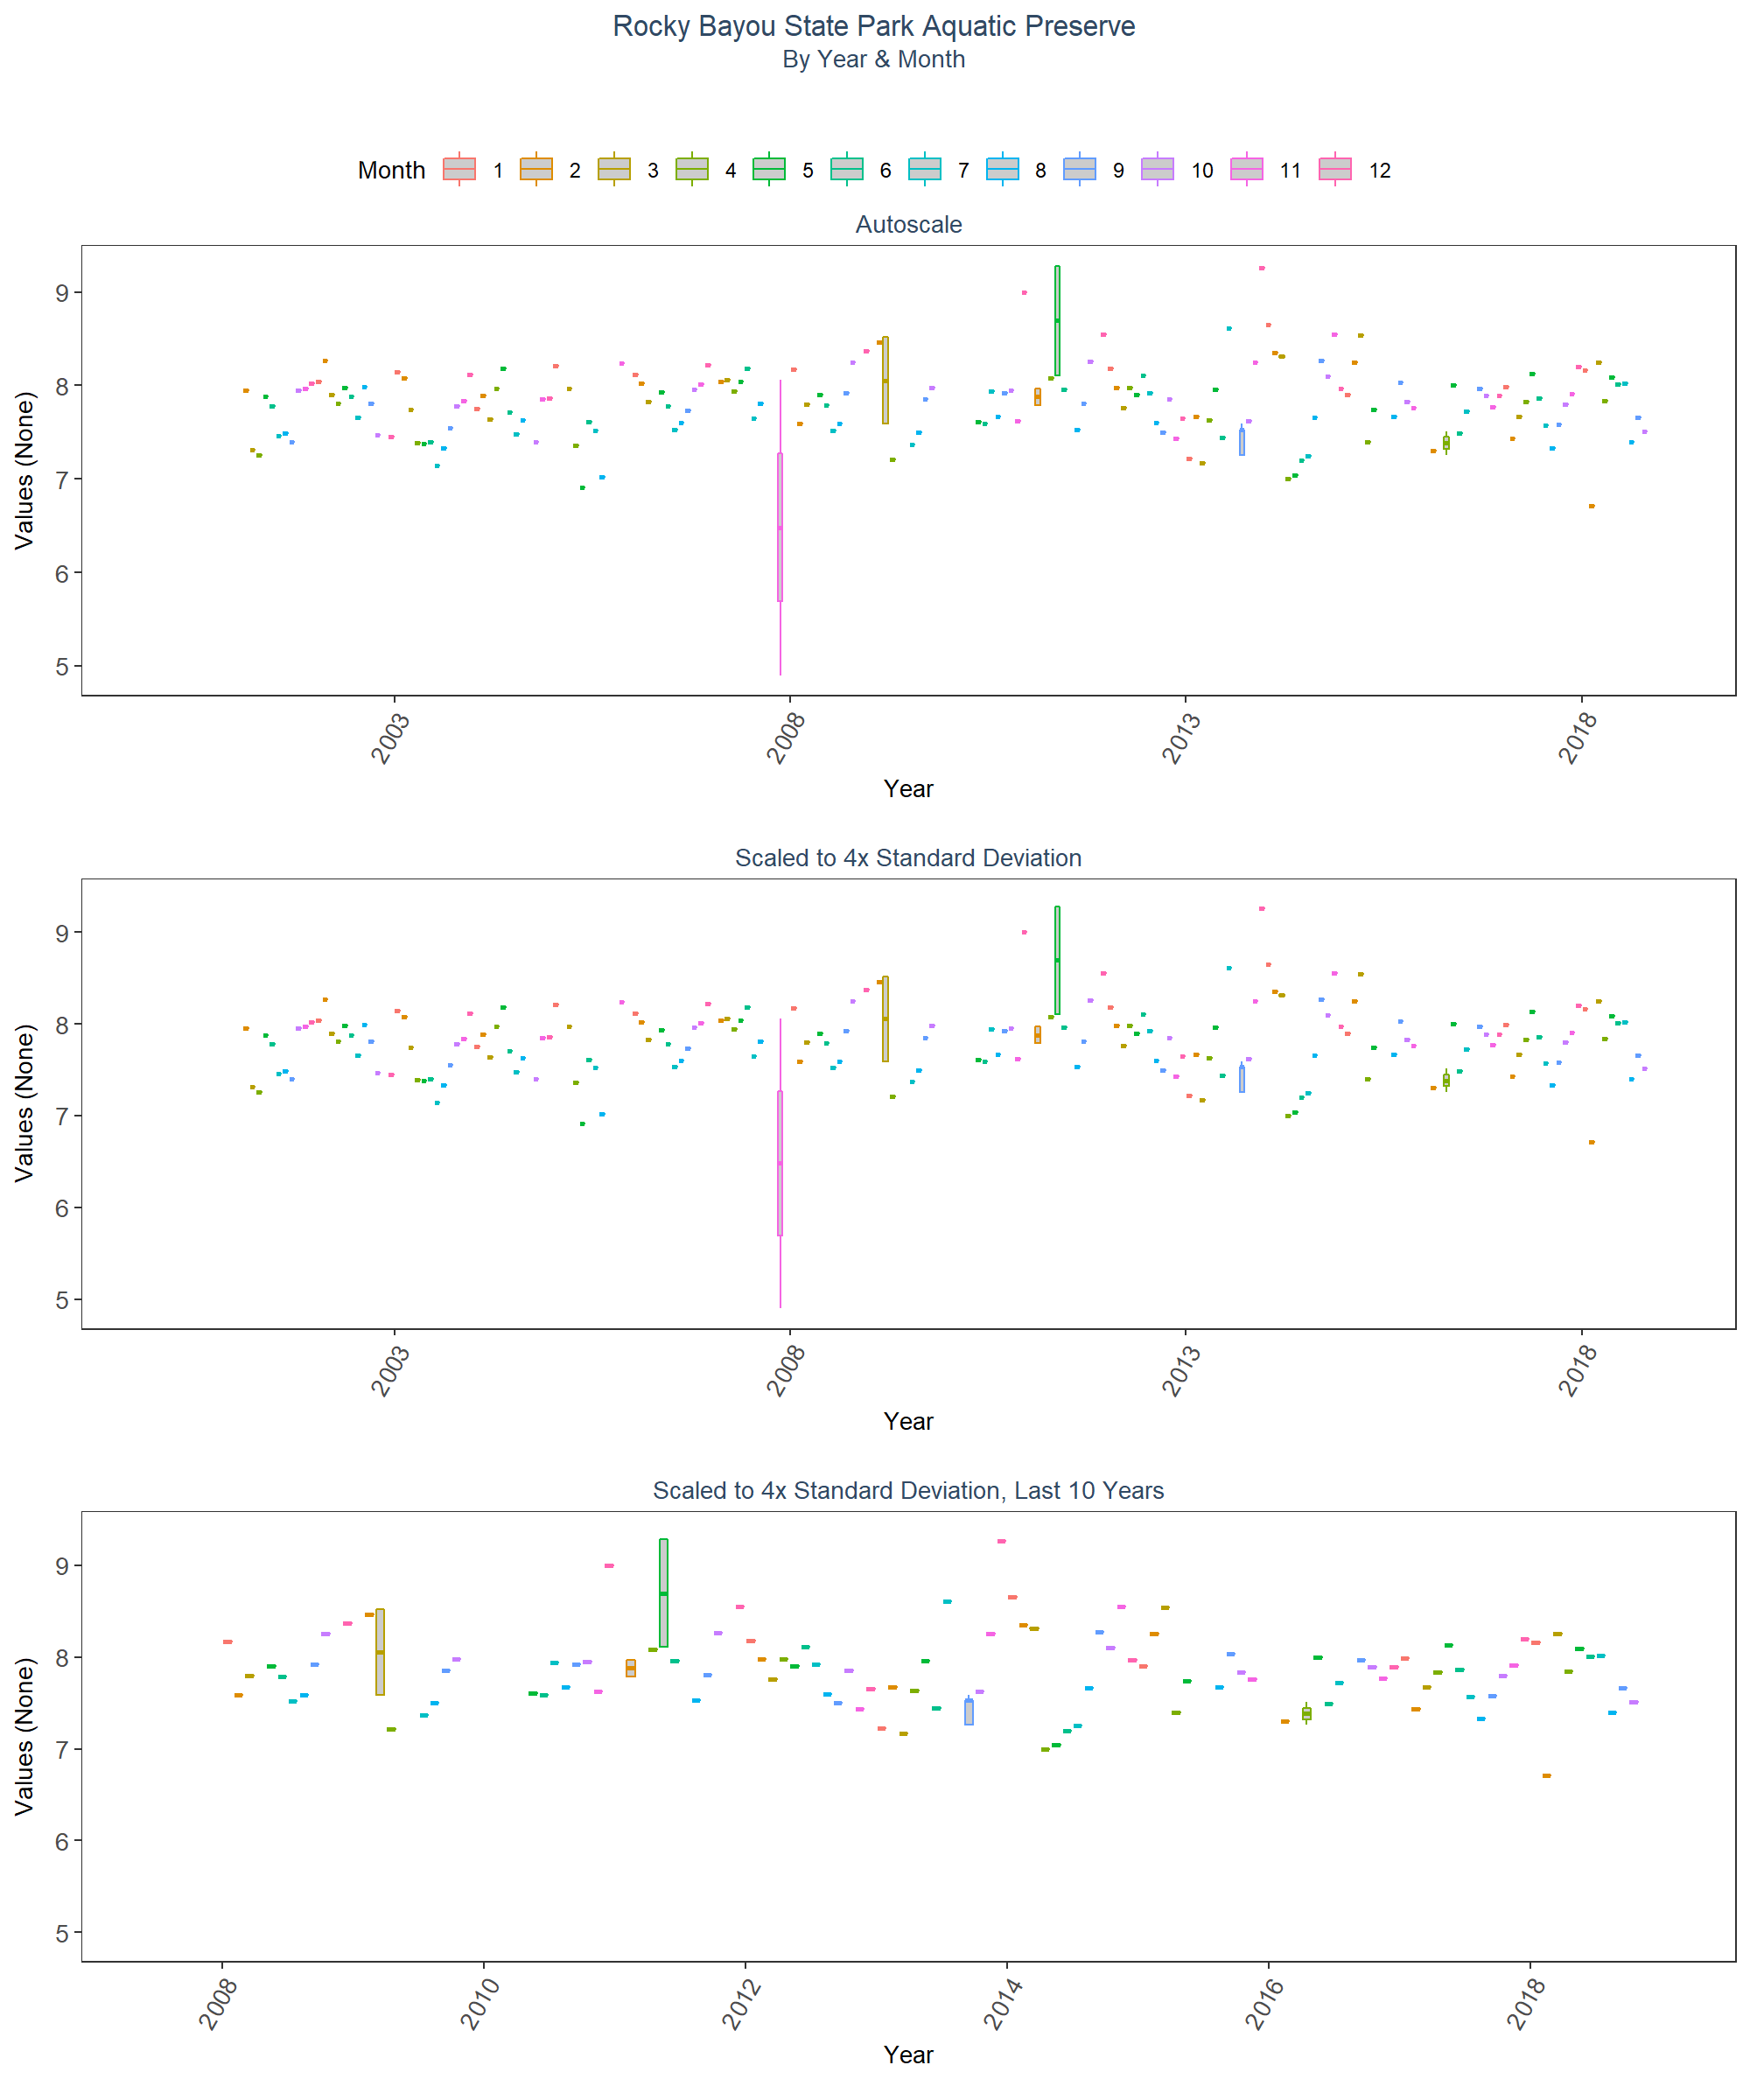 Rocky Bayou State Park Aquatic Preserve
By Year & Month
Month 1 2 3 4 5 6 7 8 9 10 11 12
Autoscale
Values (None)
9
8
7
6
5
2003 2008 2013 2018
Year
Scaled to 4x Standard Deviation
Values (None)
9
8
7
6
5
2003 2008 2013 2018
Year
Scaled to 4x Standard Deviation, Last 10 Years
Values (None)
9
8
7
6
5
2008 2010 2012 2014 2016 2018
Year